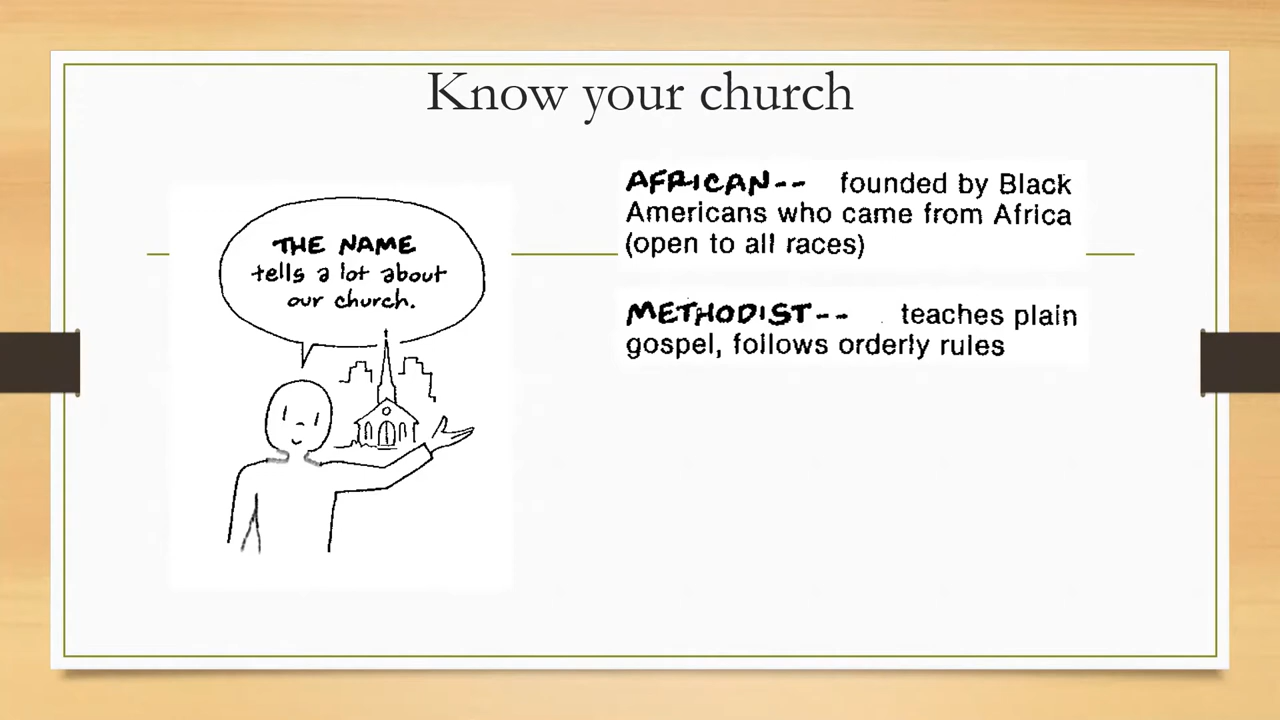 Know your church
THE NAME
tells a lot about
our church.
AFRICAN-- founded by Black
Americans who came from Africa
(open to all races)
METHODIST-- teaches plain
gospel, follows orderly rules